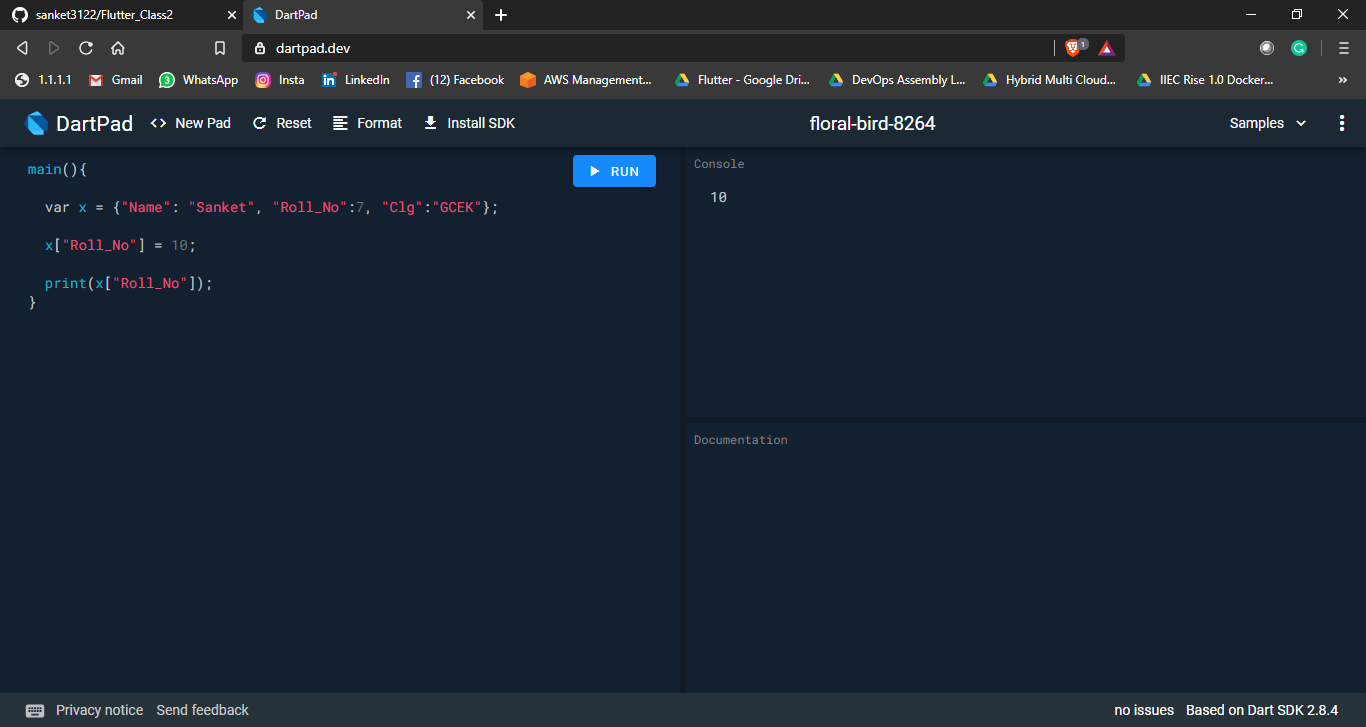 sanket3122/Flutter_Class2 DartPad
dartpad.dev 1
1.1.1.1 Gmail 3 WhatsApp Insta in LinkedIn (12) Facebook AWS Management... Flutter - Google Dri... DevOps Assembly L... Hybrid Multi Cloud... IIEC Rise 1.0 Docker... »
DartPad <> New Pad Reset Format Install SDK floral-bird-8264 Samples
main(){
var x = {"Name": "Sanket", "Roll_No":7, "Clg":"GCEK"};
x["Roll_No"] = 10;
print(x["Roll_No"]);
}
RUN
Console
10
Documentation
Privacy notice Send feedback no issues Based on Dart SDK 2.8.4